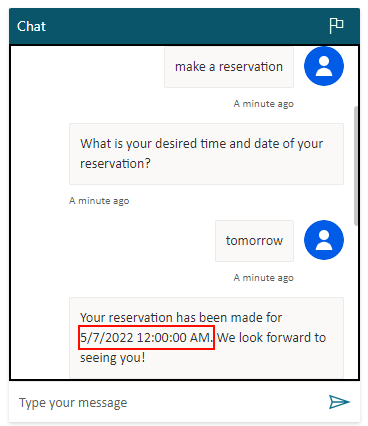 Chat
make a reservation
A minute ago
What is your desired time and date of your
reservation?
A minute ago
tomorrow
A minute ago
Your reservation has been made for
5/7/2022 12:00:00 AM. We look forward to
seeing you!
Type your message